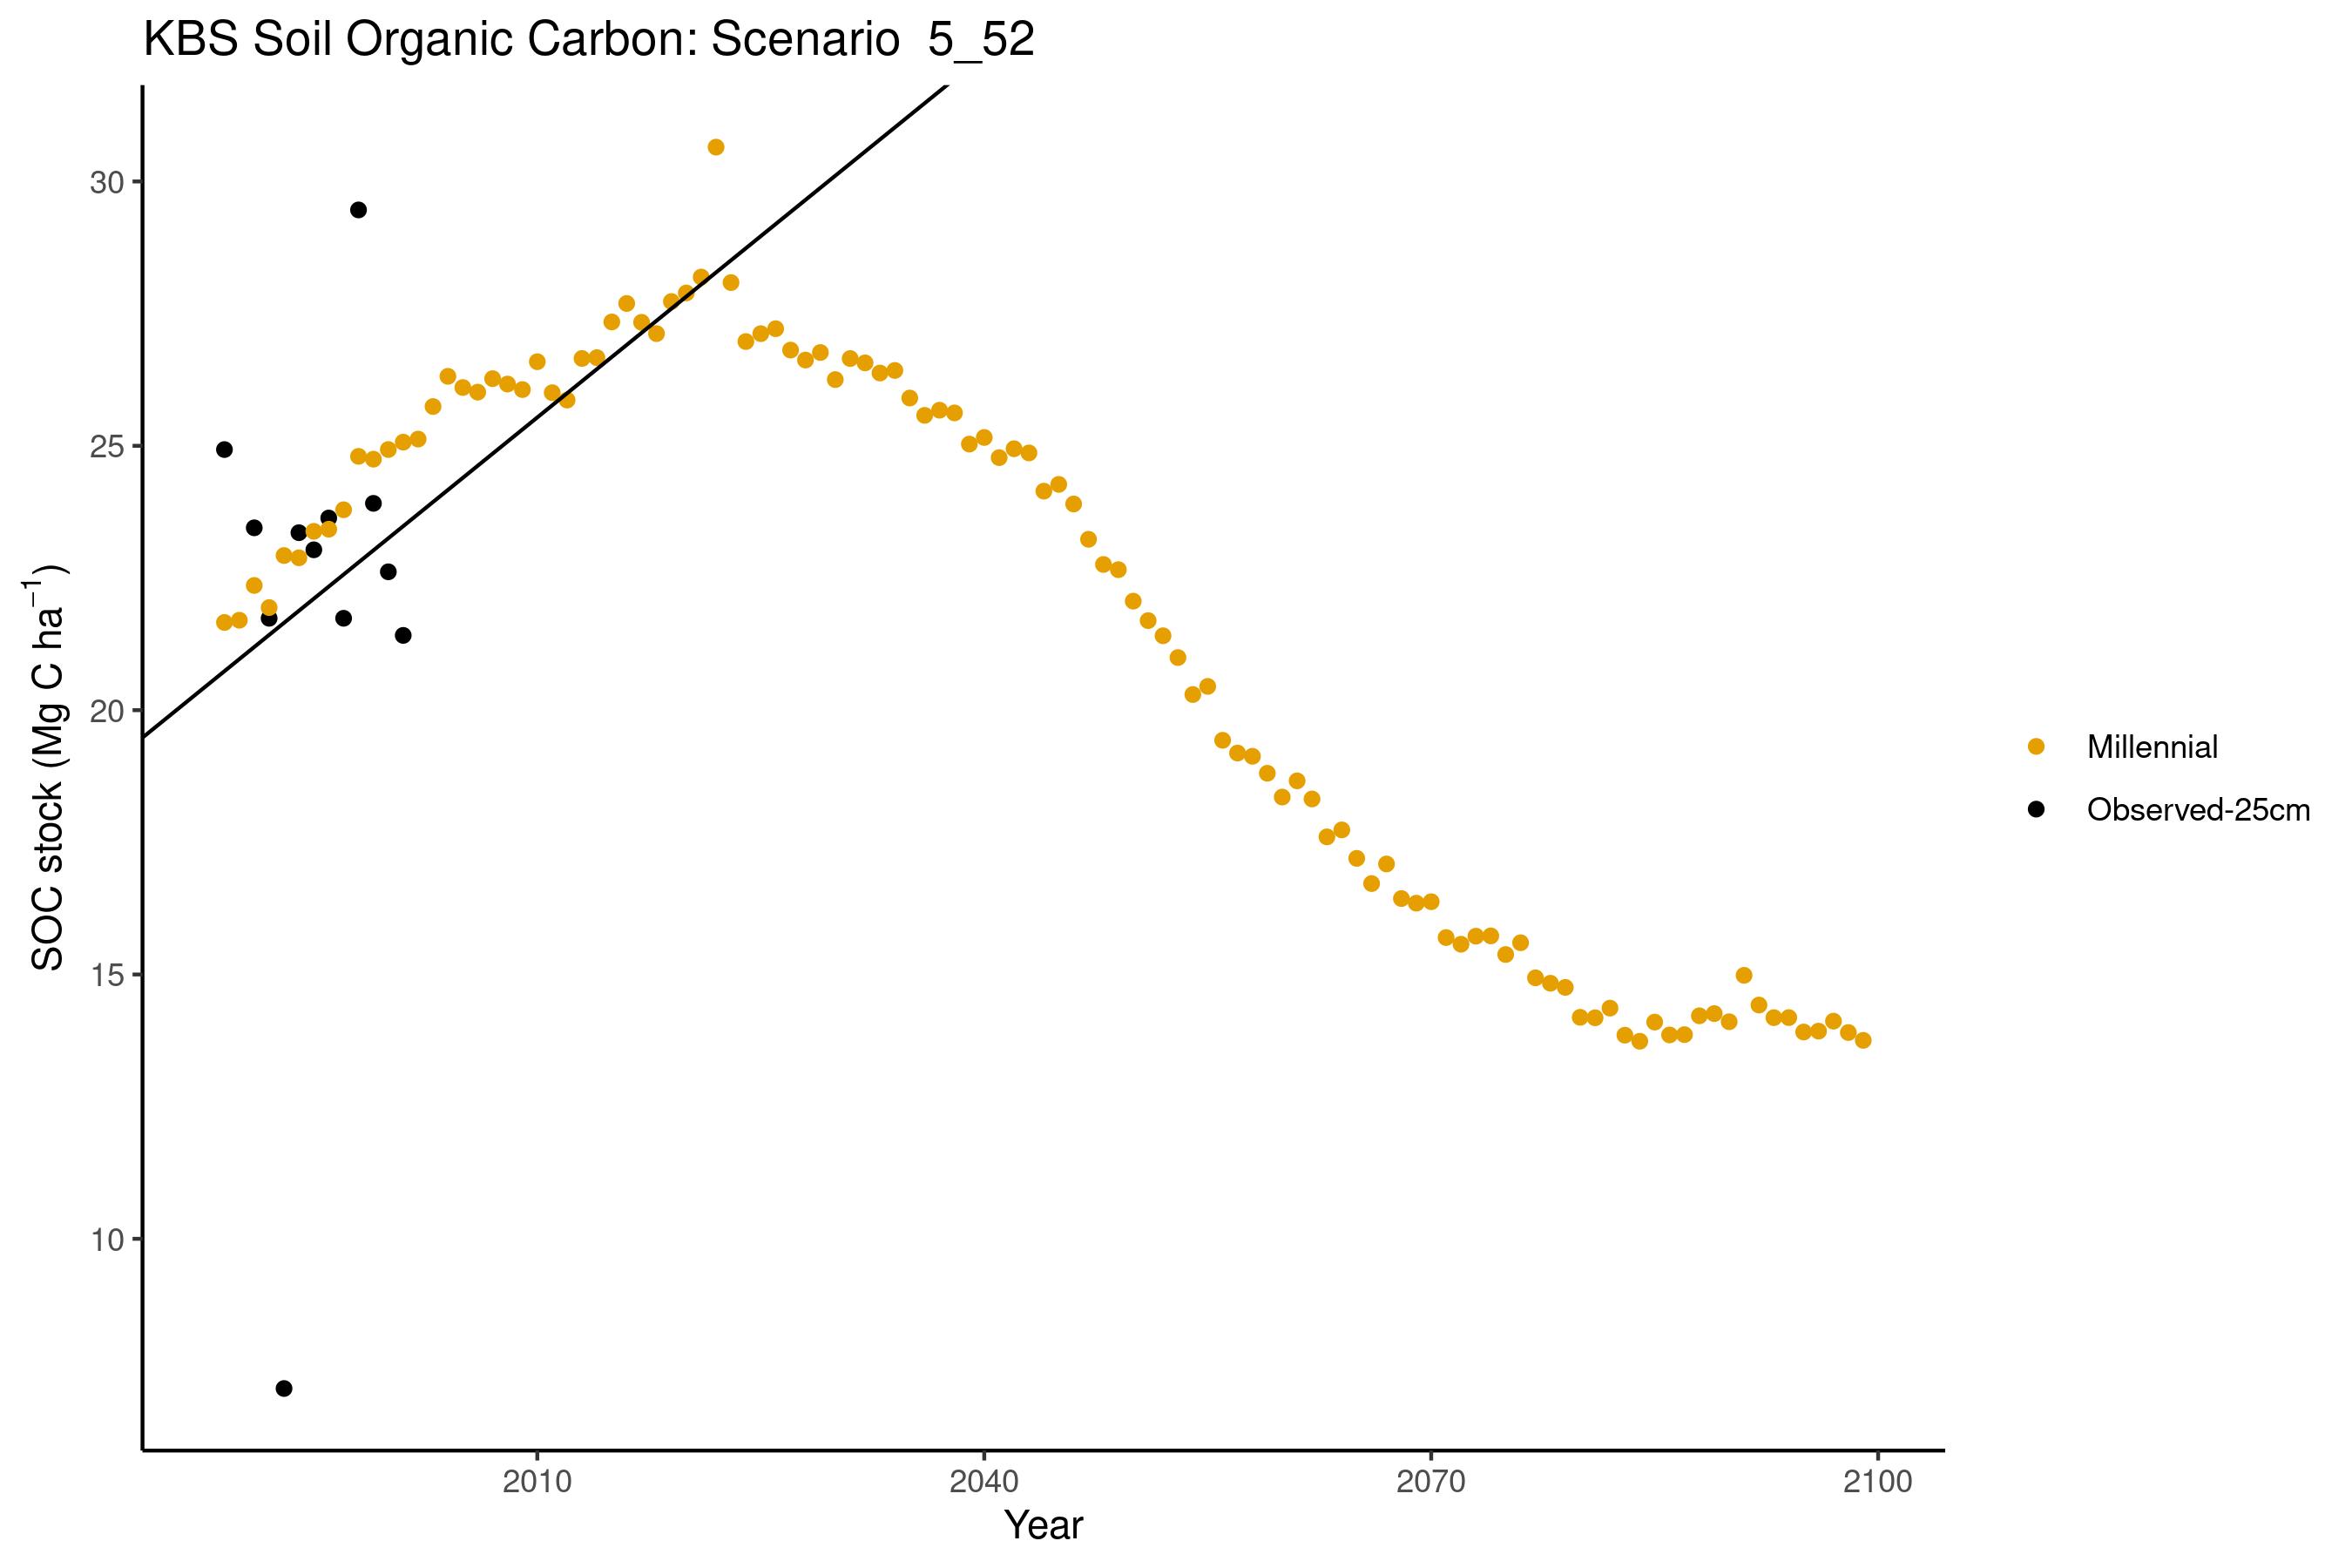 KBS Soil Organic Carbon: Scenario  5_52
SOC stock (Mg C ha⁻¹)
30
25
20
15
10
2010
2040
2070
2100
Year
Millennial
Observed-25cm